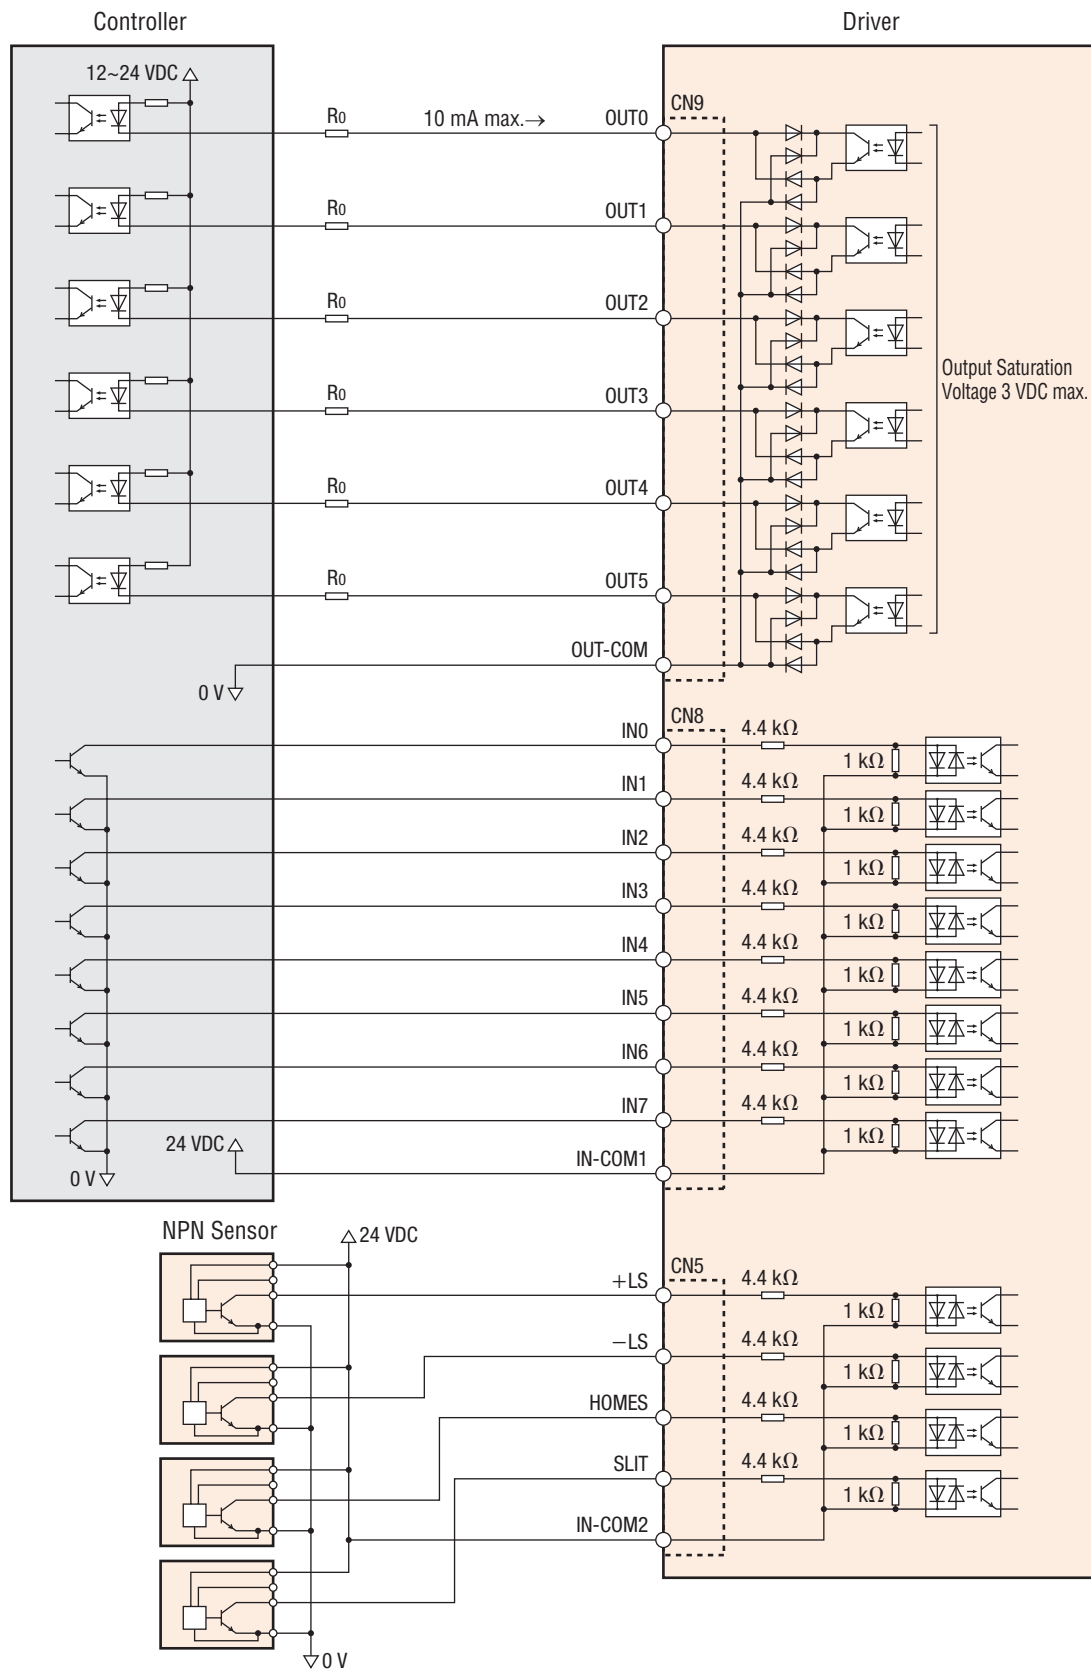 Controller
Driver
12~24 VDC
CN9
R0
10 mA max.→
OUT0
R0
OUT1
R0
OUT2
Output Saturation
Voltage 3 VDC max.
R0
OUT3
R0
OUT4
R0
OUT5
OUT-COM
0 V
CN8
IN0
4.4 kΩ
1 kΩ
IN1
4.4 kΩ
1 kΩ
IN2
4.4 kΩ
1 kΩ
IN3
4.4 kΩ
1 kΩ
IN4
4.4 kΩ
1 kΩ
IN5
4.4 kΩ
1 kΩ
IN6
4.4 kΩ
1 kΩ
IN7
4.4 kΩ
1 kΩ
24 VDC
IN-COM1
0 V
NPN Sensor
24 VDC
CN5
+LS
4.4 kΩ
1 kΩ
−LS
4.4 kΩ
1 kΩ
HOMES
4.4 kΩ
1 kΩ
SLIT
4.4 kΩ
1 kΩ
IN-COM2
0 V